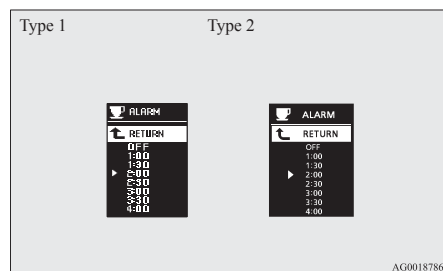 Type 1
Type 2
ALARM
RETURN
OFF
1:00
1:30
2:00
2:30
3:00
3:30
4:00
ALARM
RETURN
OFF
1:00
1:30
2:00
2:30
3:00
3:30
4:00
AG0018786